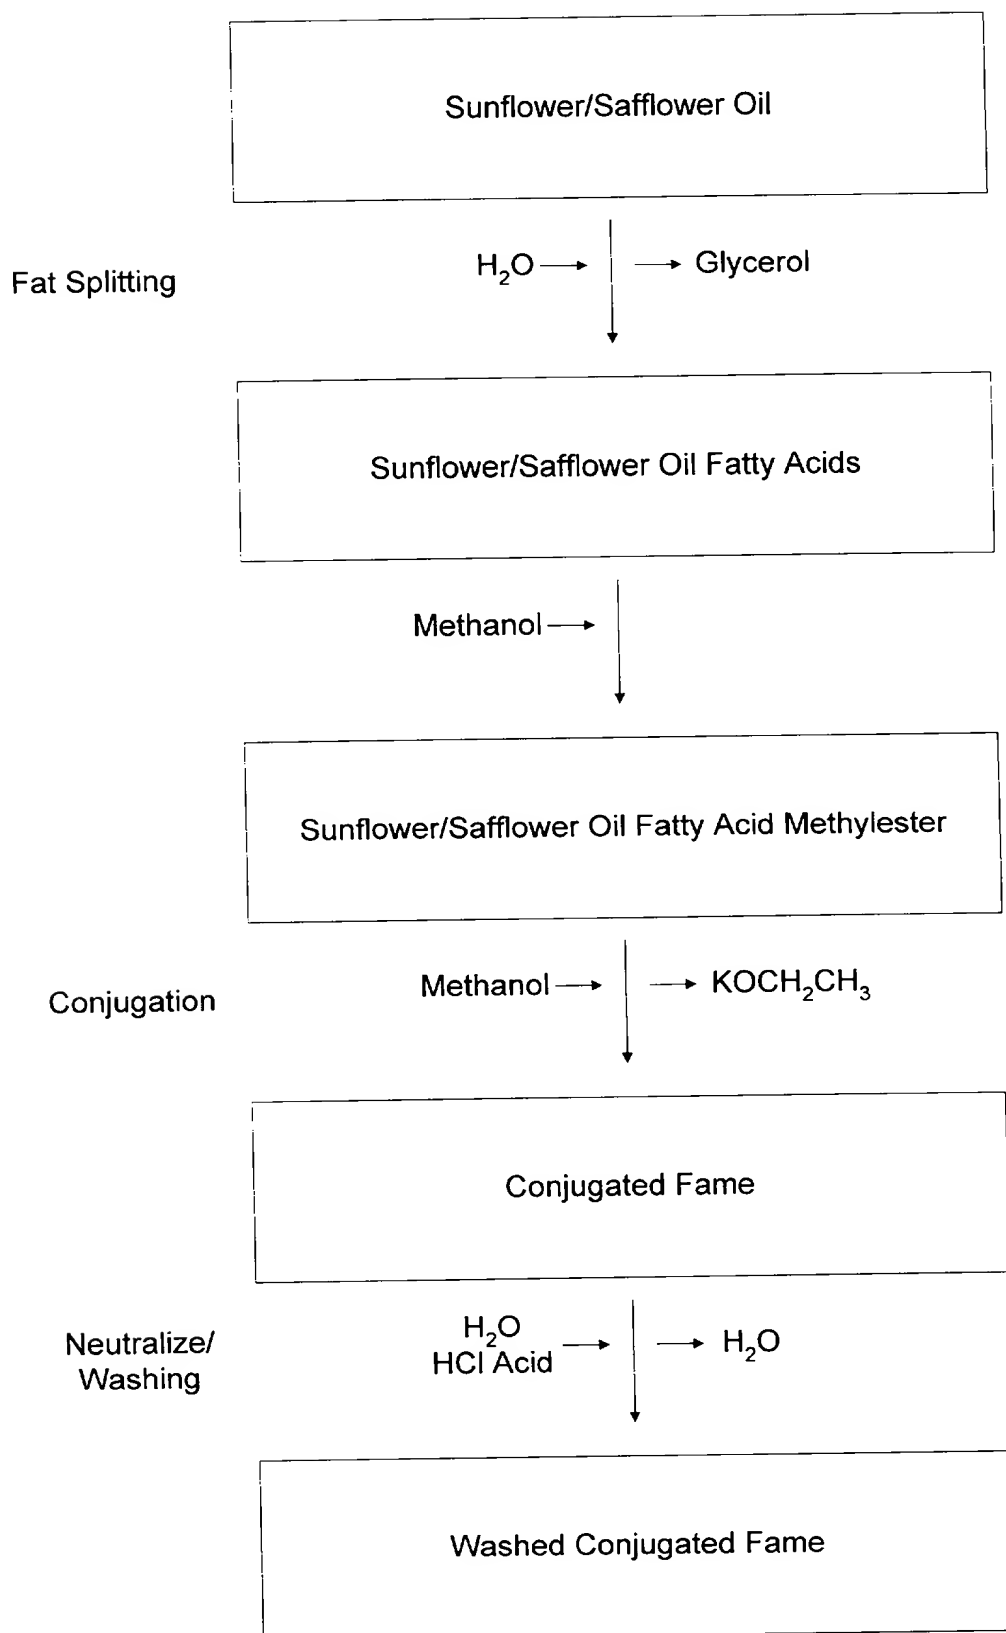 Sunflower/Safflower Oil
Fat Splitting
H₂O
Glycerol
Sunflower/Safflower Oil Fatty Acids
Methanol
Sunflower/Safflower Oil Fatty Acid Methylester
Conjugation
Methanol
KOCH₂CH₃
Conjugated Fame
Neutralize/
Washing
H₂O
HCl Acid
H₂O
Washed Conjugated Fame